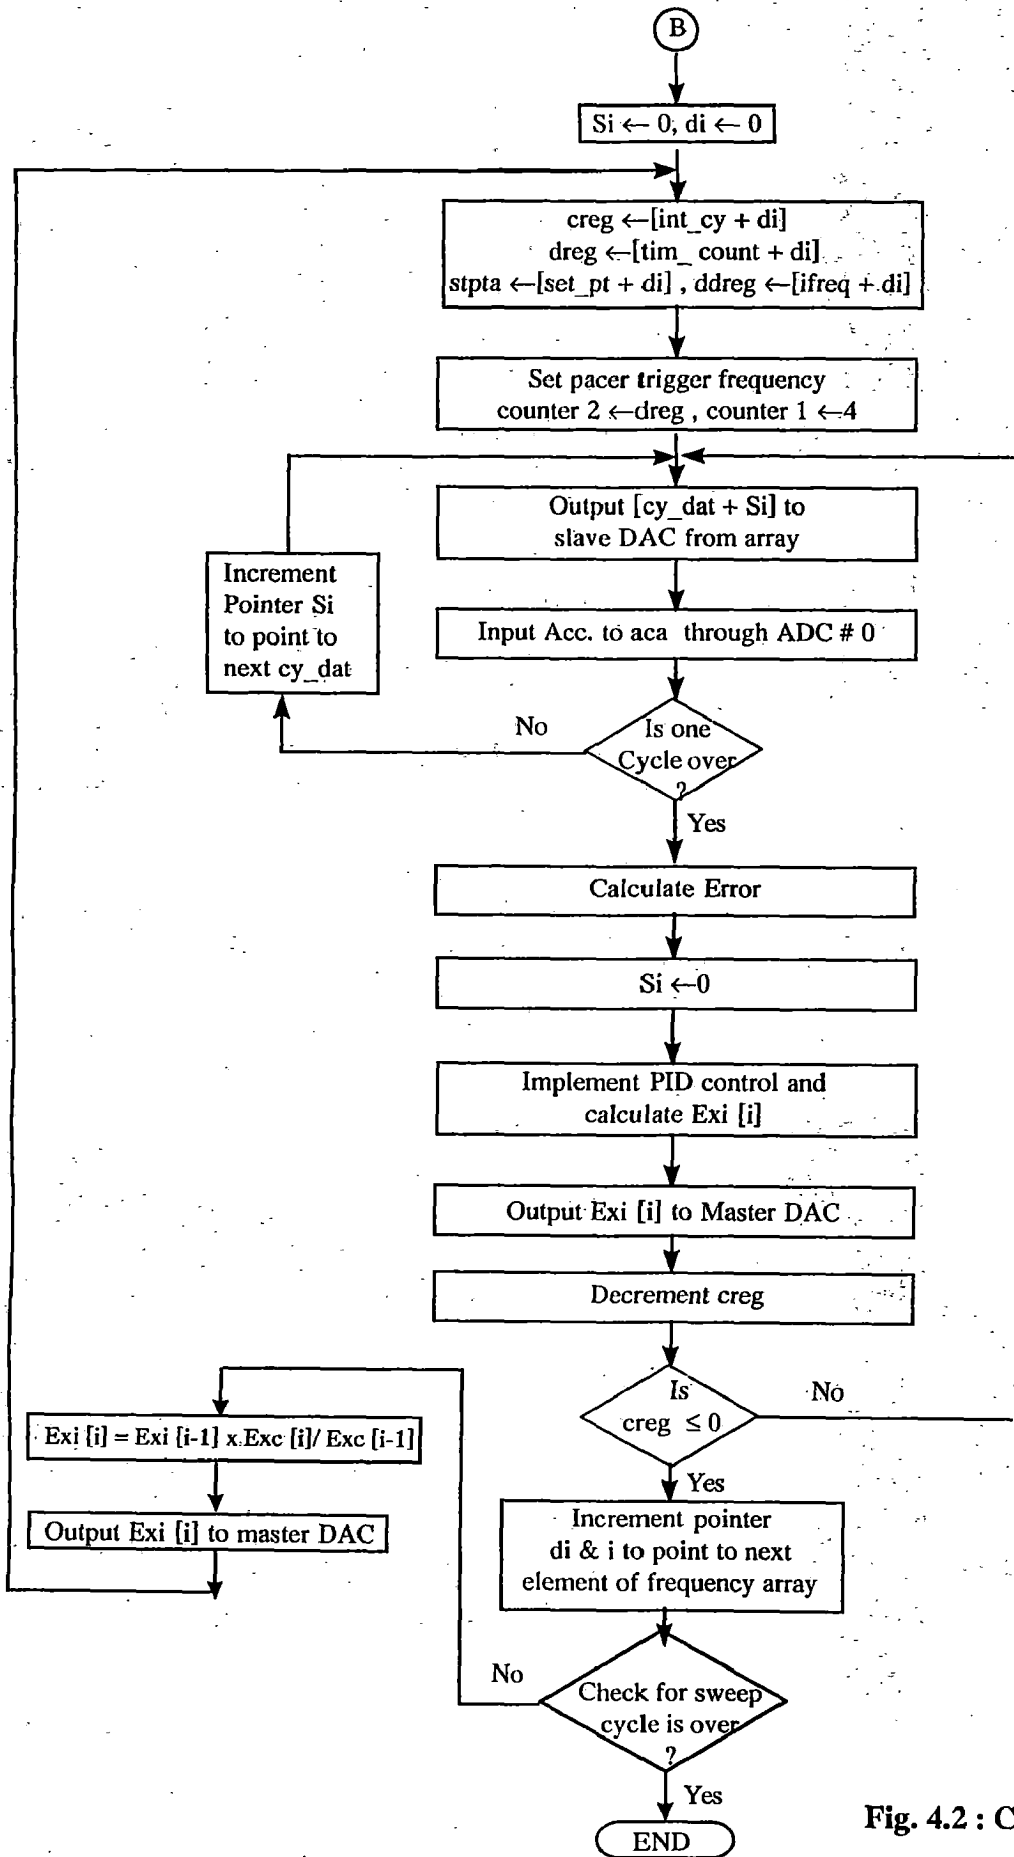 B
Si ← 0, di ← 0
creg ←[int_cy + di]
dreg ←[tim_ count + di]
stpta ←[set_pt + di] , ddreg ←[ifreq + di]
Set pacer trigger frequency
counter 2 ←dreg , counter 1 ←4
Output [cy_dat + Si] to
slave DAC from array
Increment
Pointer Si
to point to
next cy_dat
Input Acc. to aca through ADC # 0
No
Is one
Cycle over
?
Yes
Calculate Error
Si ←0
Implement PID control and
calculate Exi [i]
Output Exi [i] to Master DAC
Decrement creg
Is
creg ≤ 0
No
Yes
Exi [i] = Exi [i-1] x Exc [i]/ Exc [i-1]
Output Exi [i] to master DAC
Increment pointer
di & i to point to next
element of frequency array
No
Check for sweep
cycle is over
?
Yes
END
Fig. 4.2 : C